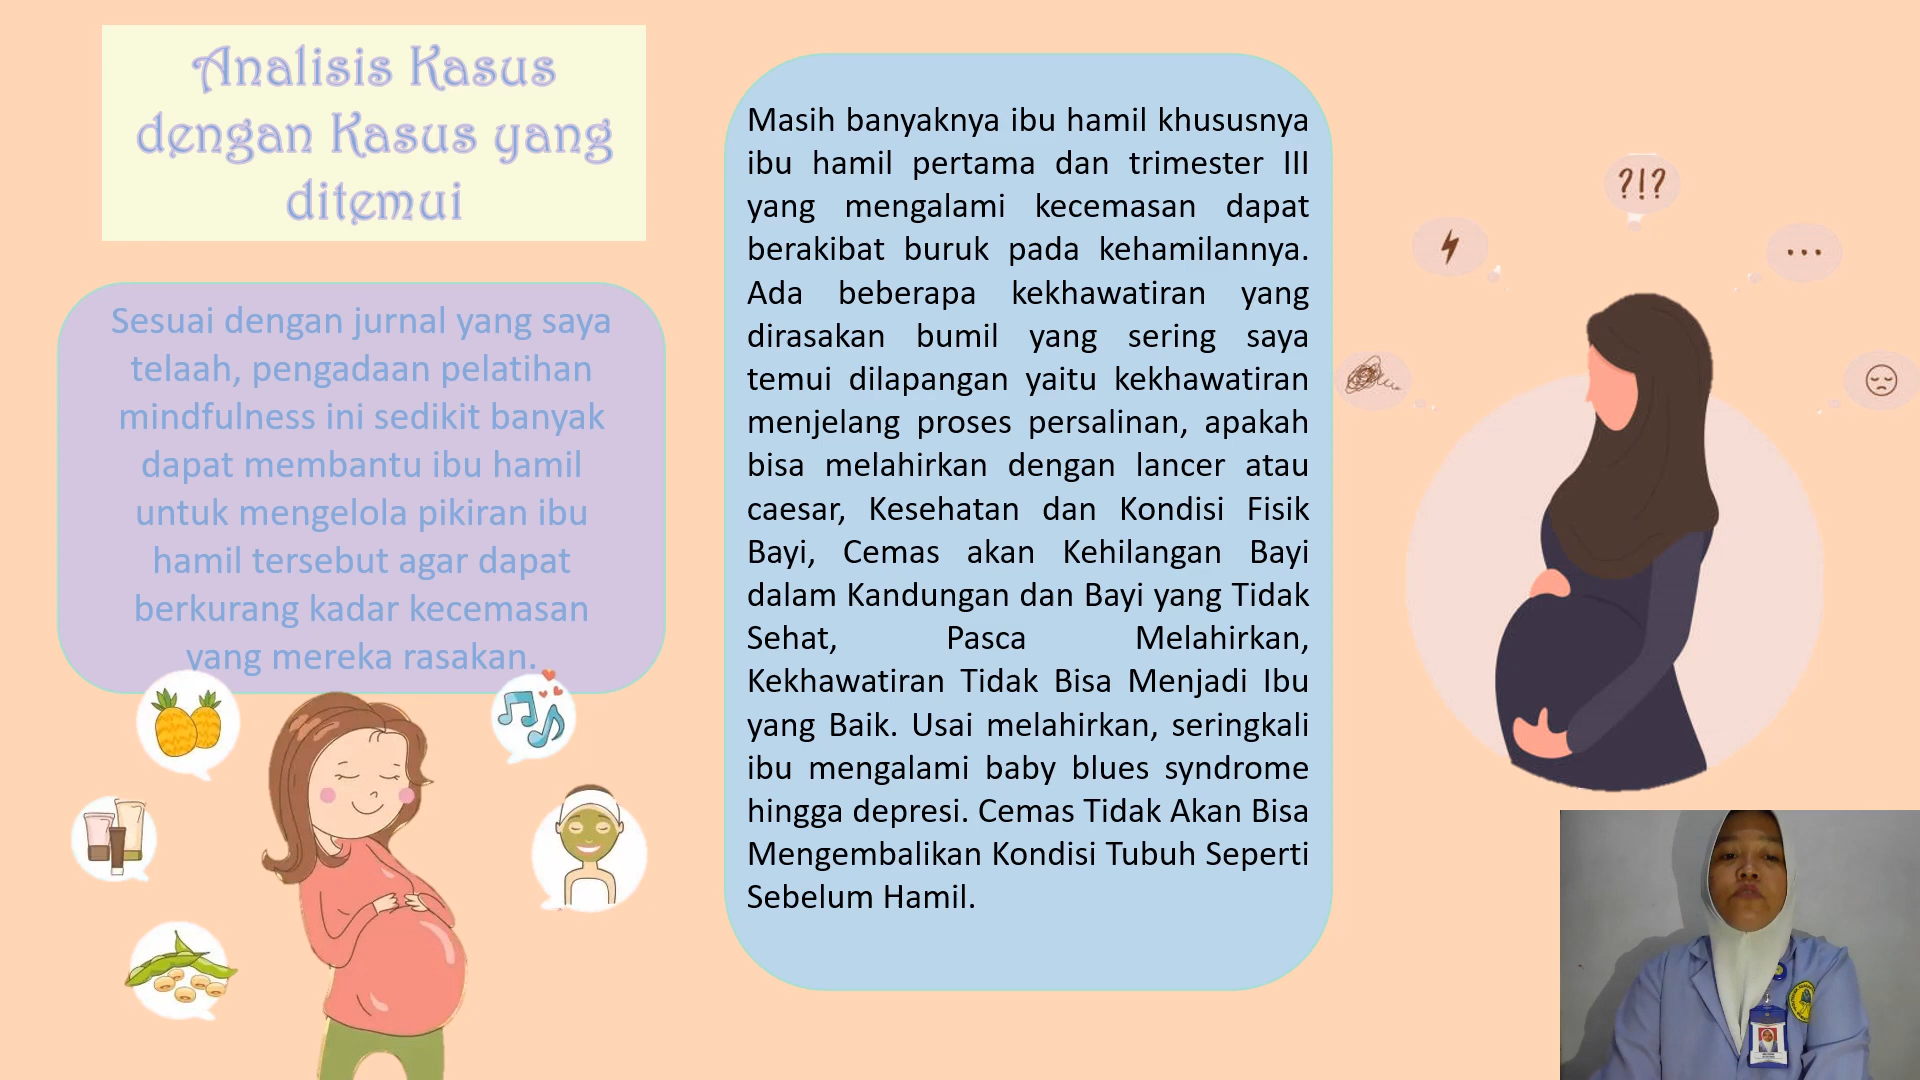 Analisis Kasus
dengan Kasus yang
ditemui
Sesuai dengan jurnal yang saya
telaah, pengadaan pelatihan
mindfulness ini sedikit banyak
dapat membantu ibu hamil
untuk mengelola pikiran ibu
hamil tersebut agar dapat
berkurang kadar kecemasan
yang mereka rasakan.
Masih banyaknya ibu hamil khususnya
ibu hamil pertama dan trimester III
yang mengalami kecemasan dapat
berakibat buruk pada kehamilannya.
Ada beberapa kekhawatiran yang
dirasakan bumil yang sering saya
temui dilapangan yaitu kekhawatiran
menjelang proses persalinan, apakah
bisa melahirkan dengan lancer atau
caesar, Kesehatan dan Kondisi Fisik
Bayi, Cemas akan Kehilangan Bayi
dalam Kandungan dan Bayi yang Tidak
Sehat, Pasca Melahirkan,
Kekhawatiran Tidak Bisa Menjadi Ibu
yang Baik. Usai melahirkan, seringkali
ibu mengalami baby blues syndrome
hingga depresi. Cemas Tidak Akan Bisa
Mengembalikan Kondisi Tubuh Seperti
Sebelum Hamil.
?!?
...